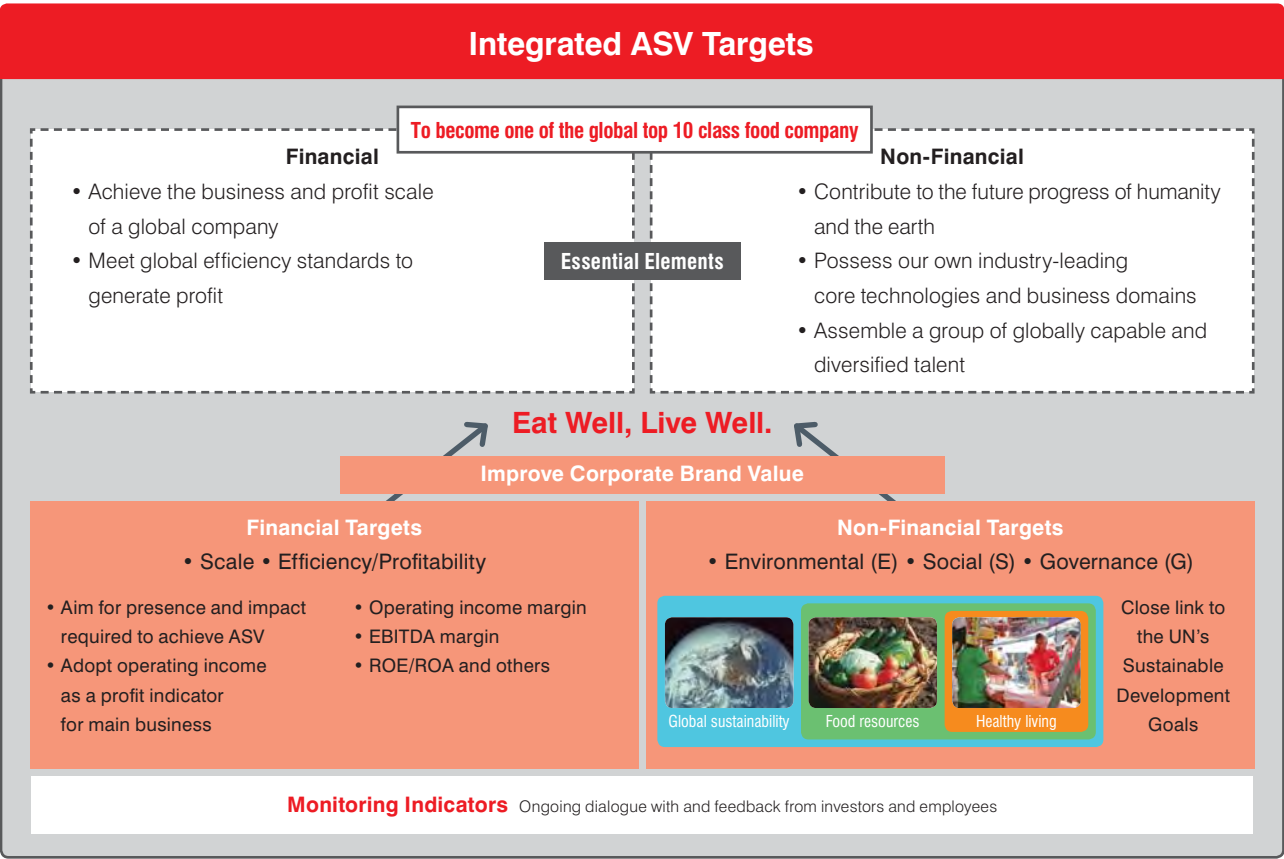 Integrated ASV Targets
To become one of the global top 10 class food company
Financial
• Achieve the business and profit scale
of a global company
• Meet global efficiency standards to
generate profit
Essential Elements
Non-Financial
• Contribute to the future progress of humanity
and the earth
• Possess our own industry-leading
core technologies and business domains
• Assemble a group of globally capable and
diversified talent
Eat Well, Live Well.
Improve Corporate Brand Value
Financial Targets
• Scale • Efficiency/Profitability
• Aim for presence and impact
required to achieve ASV
• Adopt operating income
as a profit indicator
for main business
• Operating income margin
• EBITDA margin
• ROE/ROA and others
Non-Financial Targets
• Environmental (E) • Social (S) • Governance (G)
Global sustainability
Food resources
Healthy living
Close link to
the UN's
Sustainable
Development
Goals
Monitoring Indicators Ongoing dialogue with and feedback from investors and employees